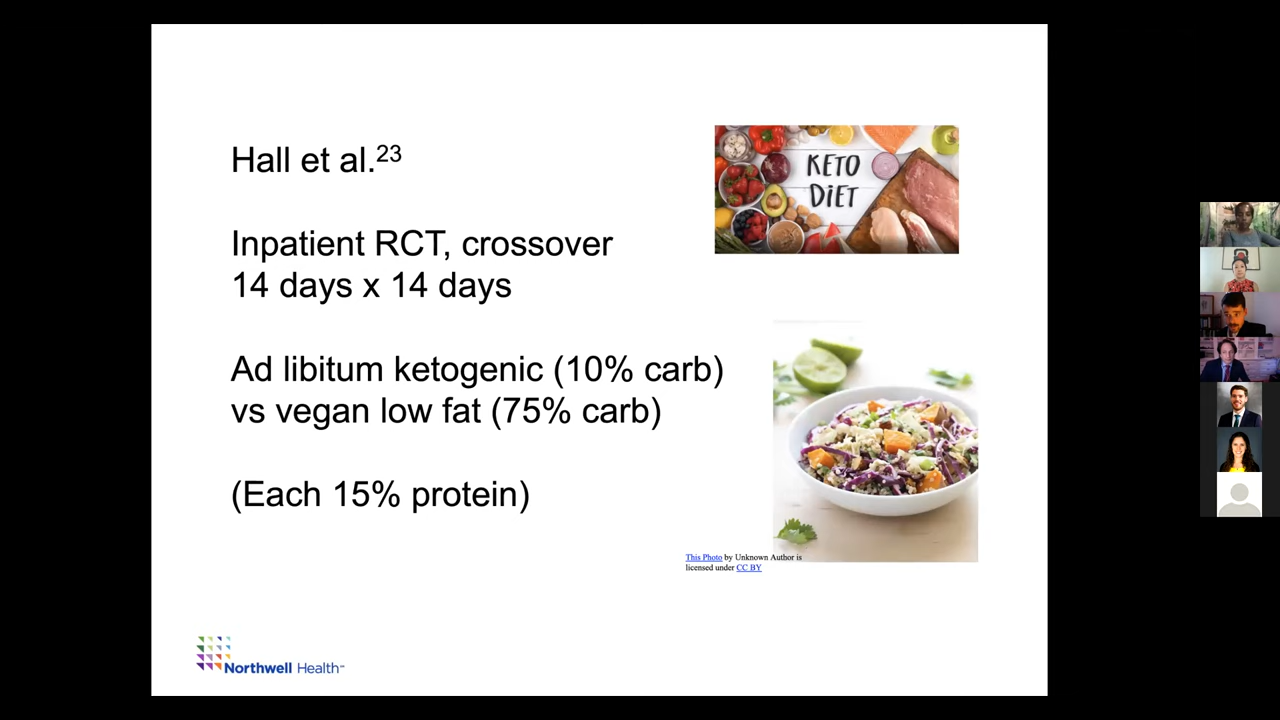 Hall et al.23
Inpatient RCT, crossover
14 days x 14 days
Ad libitum ketogenic (10% carb)
vs vegan low fat (75% carb)
(Each 15% protein)
KETO
DIET
This Photo by Unknown Author is
licensed under CC BY
Northwell Health℠